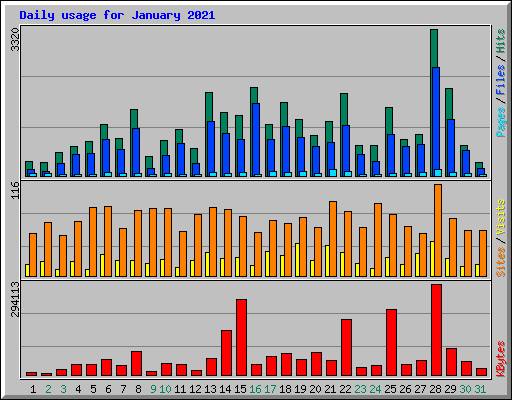 Daily usage for January 2021
3320
Pages / Files / Hits
116
Sites / Visits
294113
KBytes
1 2 3 4 5 6 7 8 9 10 11 12 13 14 15 16 17 18 19 20 21 22 23 24 25 26 27 28 29 30 31